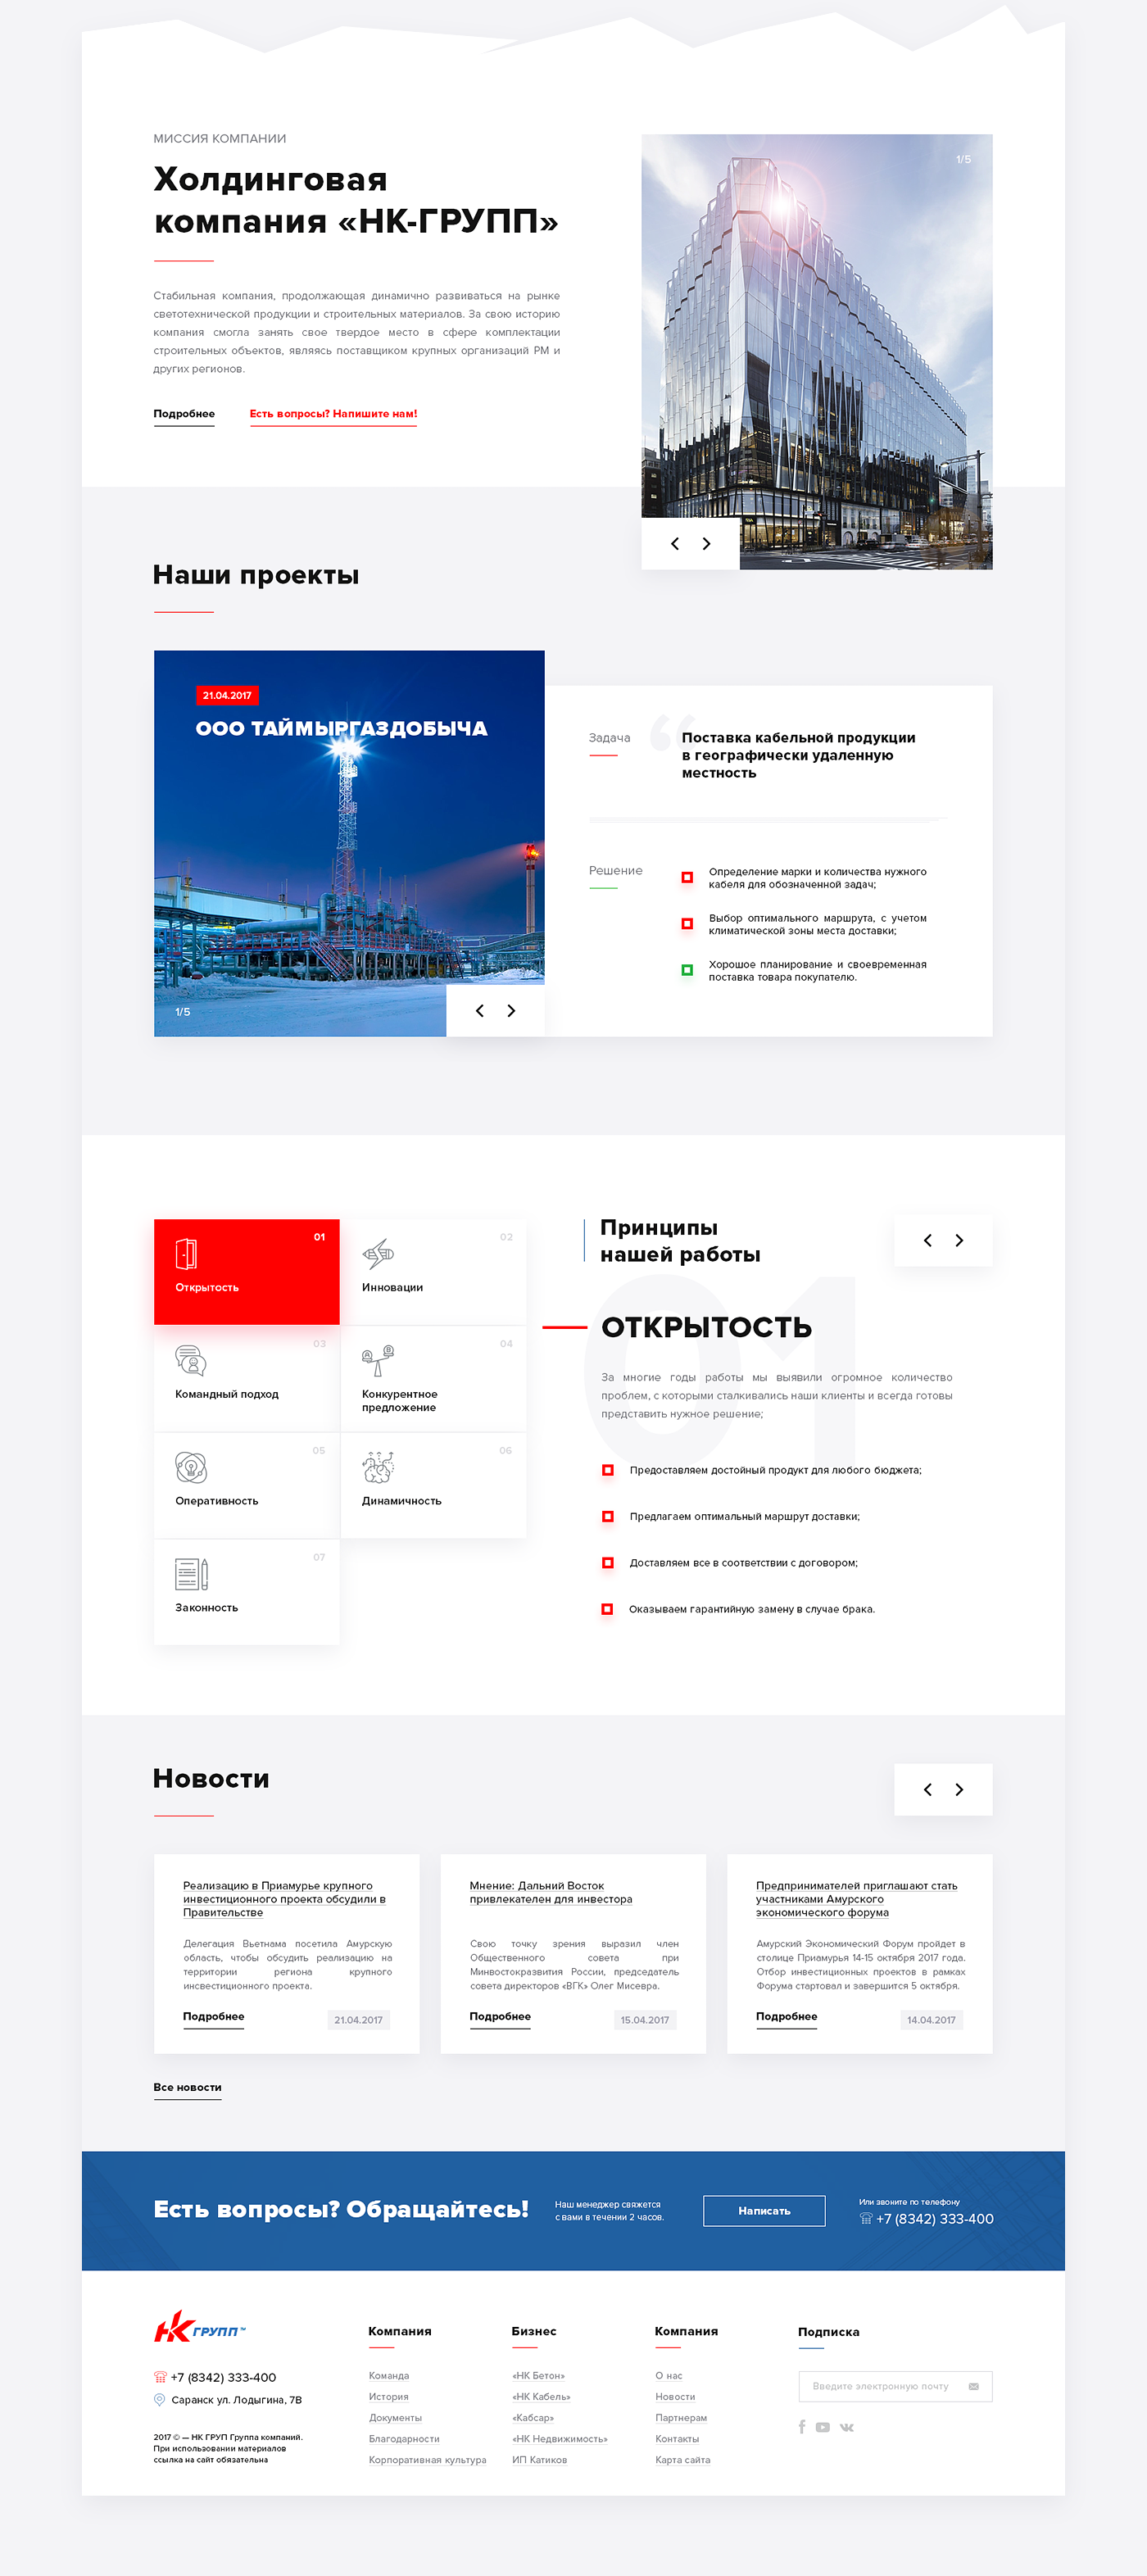 МИССИЯ КОМПАНИИ
Холдинговая
компания «НК-ГРУПП»
Стабильная компания, продолжающая динамично развиваться на рынке
светотехнической продукции и строительных материалов. За свою историю
компания смогла занять свое твердое место в сфере комплектации
строительных объектов, являясь поставщиком крупных организаций РМ и
других регионов.
Подробнее
Есть вопросы? Напишите нам!
1/5
Наши проекты
21.04.2017
ООО ТАЙМЫРГАЗДОБЫЧА
1/5
Задача
“
Поставка кабельной продукции
в географически удаленную
местность
Решение
Определение марки и количества нужного
кабеля для обозначенной задач;
Выбор оптимального маршрута, с учетом
климатической зоны места доставки;
Хорошое планирование и своевременная
поставка товара покупателю.
01
Открытость
02
Инновации
03
Командный подход
04
Конкурентное
предложение
05
Оперативность
06
Динамичность
07
Законность
Принципы
нашей работы
01
ОТКРЫТОСТЬ
За многие годы работы мы выявили огромное количество
проблем, с которыми сталкивались наши клиенты и всегда готовы
представить нужное решение;
Предоставляем достойный продукт для любого бюджета;
Предлагаем оптимальный маршрут доставки;
Доставляем все в соответствии с договором;
Оказываем гарантийную замену в случае брака.
Новости
Реализацию в Приамурье крупного
инвестиционного проекта обсудили в
Правительстве
Делегация Вьетнама посетила Амурскую
область, чтобы обсудить реализацию на
территории региона крупного
инсвестиционного проекта.
Подробнее
21.04.2017
Мнение: Дальний Восток
привлекателен для инвестора
Свою точку зрения выразил член
Общественного совета при
Минвостокразвития России, председатель
совета директоров «ВГК» Олег Мисевра.
Подробнее
15.04.2017
Предпринимателей приглашают стать
участниками Амурского
экономического форума
Амурский Экономический Форум пройдет в
столице Приамурья 14-15 октября 2017 года.
Отбор инвестиционных проектов в рамках
Форума стартовал и завершится 5 октября.
Подробнее
14.04.2017
Все новости
Есть вопросы? Обращайтесь!
Наш менеджер свяжется
с вами в течении 2 часов.
Написать
Или звоните по телефону
+7 (8342) 333-400
НК ГРУПП™
+7 (8342) 333-400
Саранск ул. Лодыгина, 7В
2017 © — НК ГРУП Группа компаний.
При использовании материалов
ссылка на сайт обязательна
Компания
Команда
История
Документы
Благодарности
Корпоративная культура
Бизнес
«НК Бетон»
«НК Кабель»
«Кабсар»
«НК Недвижимость»
ИП Катиков
Компания
О нас
Новости
Партнерам
Контакты
Карта сайта
Подписка
Введите электронную почту